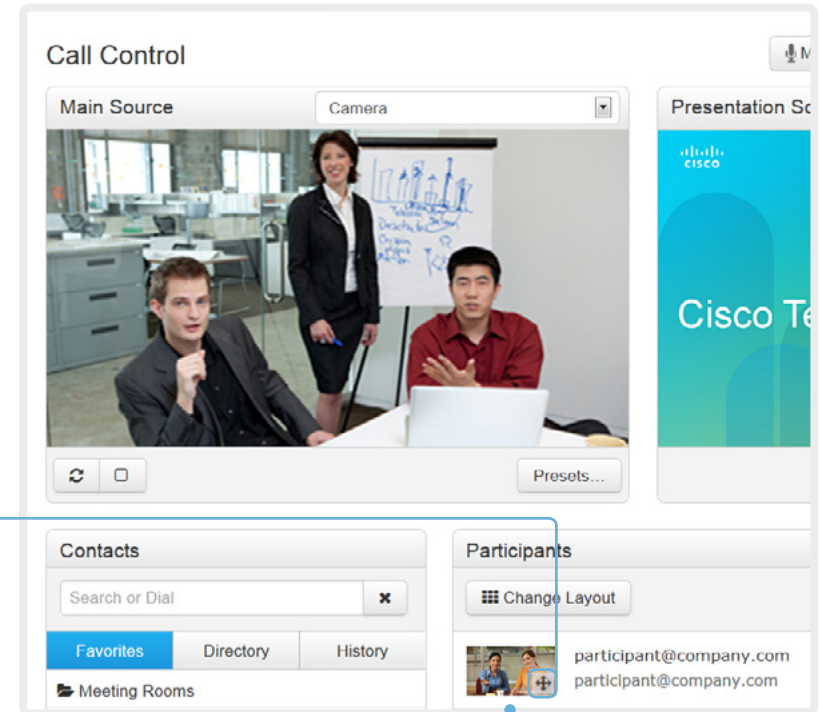 Call Control
M
Main Source
Camera
Presentation So
CISCO
Cisco Te
Presets...
Contacts
Participants
Search or Dial
Change Layout
Favorites
Directory
History
participant@company.com
participant@company.com
Meeting Rooms